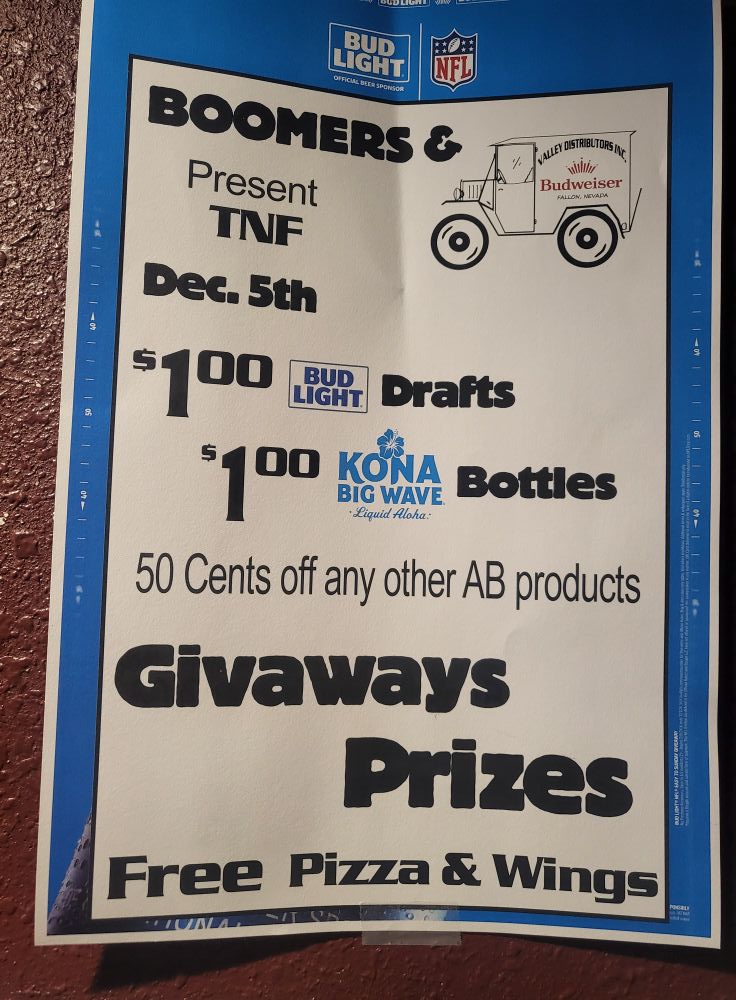 BUD LIGHT
BUD
LIGHT
OFFICIAL BEER SPONSOR
NFL
BOOMERS &
VALLEY DISTRIBUTORS INC.
Budweiser
FALLON, NEVADA
Present
TNF
Dec. 5th
$1 00 BUD LIGHT Drafts
$1 00 KONA BIG WAVE Bottles
Liquid Aloha
50 Cents off any other AB products
Givaways
Prizes
Free Pizza & Wings